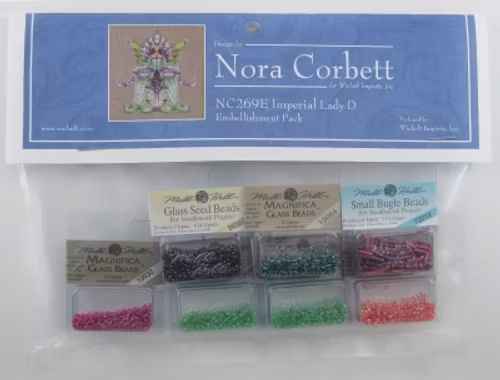 Design by
Nora Corbett
for Wichelt Imports, Inc.
NC269E Imperial Lady D
Embellishment Pack
www.wichelt.com
Produced by
Wichelt Imports, Inc.
Mill Hill
Glass Seed Beads
for Needlework Projects
Mill Hill
MAGNIFICA
GLASS BEADS
Mill Hill
Small Bugle Beads
for Needlework Projects
Mill Hill
MAGNIFICA
GLASS BEADS